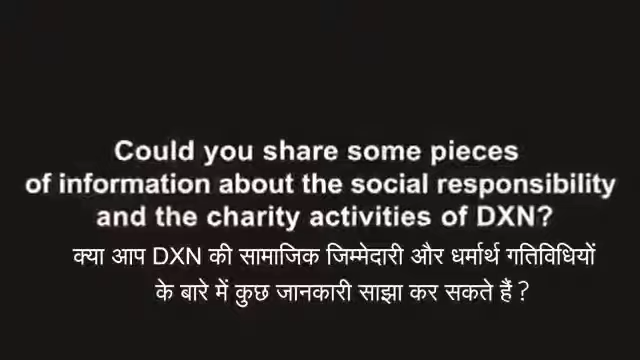 Could you share some pieces
of information about the social responsibility
and the charity activities of DXN?
क्या आप DXN की सामाजिक जिम्मेदारी और धर्मार्थ गतिविधियों
के बारे में कुछ जानकारी साझा कर सकते हैं ?